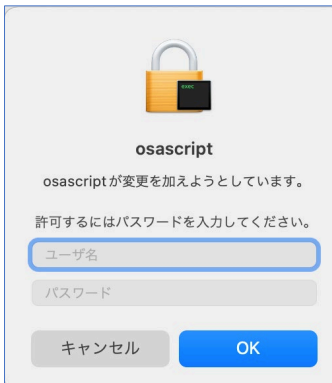 exec
osascript
osascriptが変更を加えようとしています。
許可するにはパスワードを入力してください。
ユーザ名
パスワード
キャンセル
OK